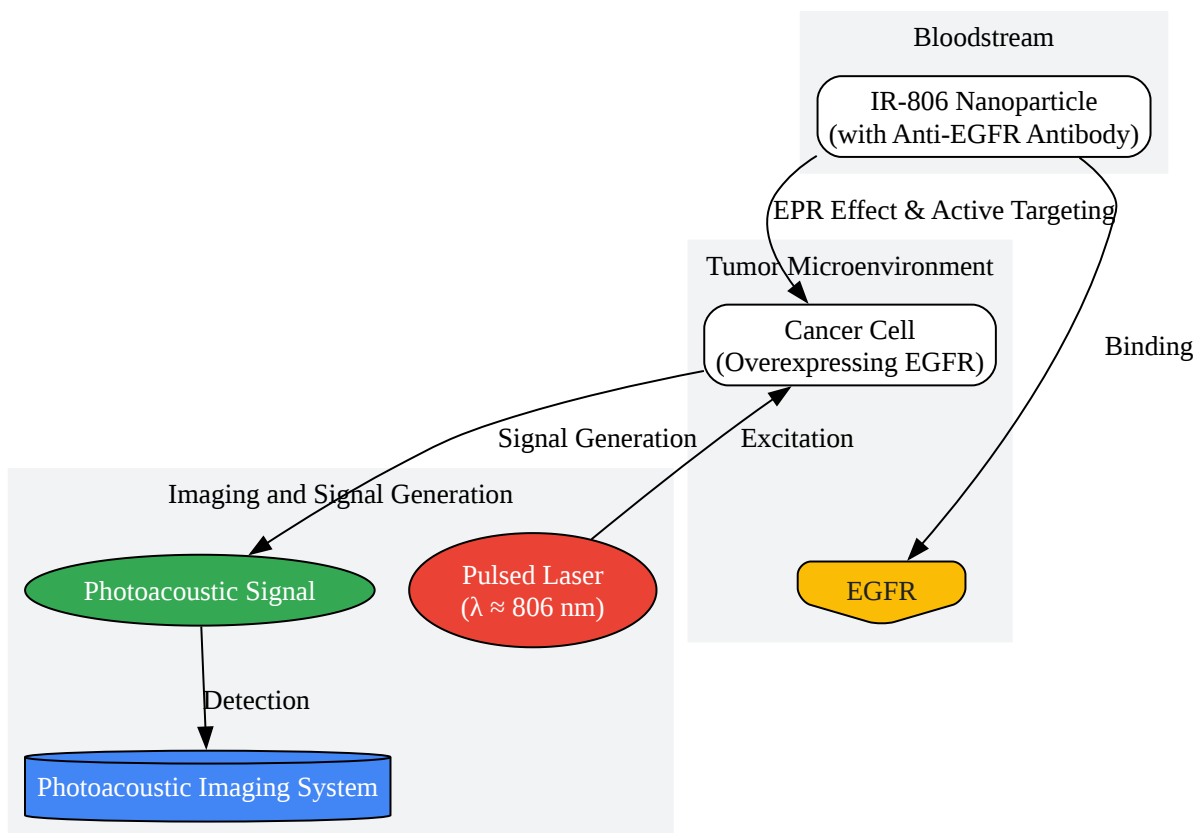 Bloodstream
IR-806 Nanoparticle
(with Anti-EGFR Antibody)
EPR Effect & Active Targeting
Tumor Microenvironment
Cancer Cell
(Overexpressing EGFR)
Binding
Signal Generation
Excitation
Imaging and Signal Generation
Photoacoustic Signal
Pulsed Laser
(λ ≈ 806 nm)
EGFR
Detection
Photoacoustic Imaging System